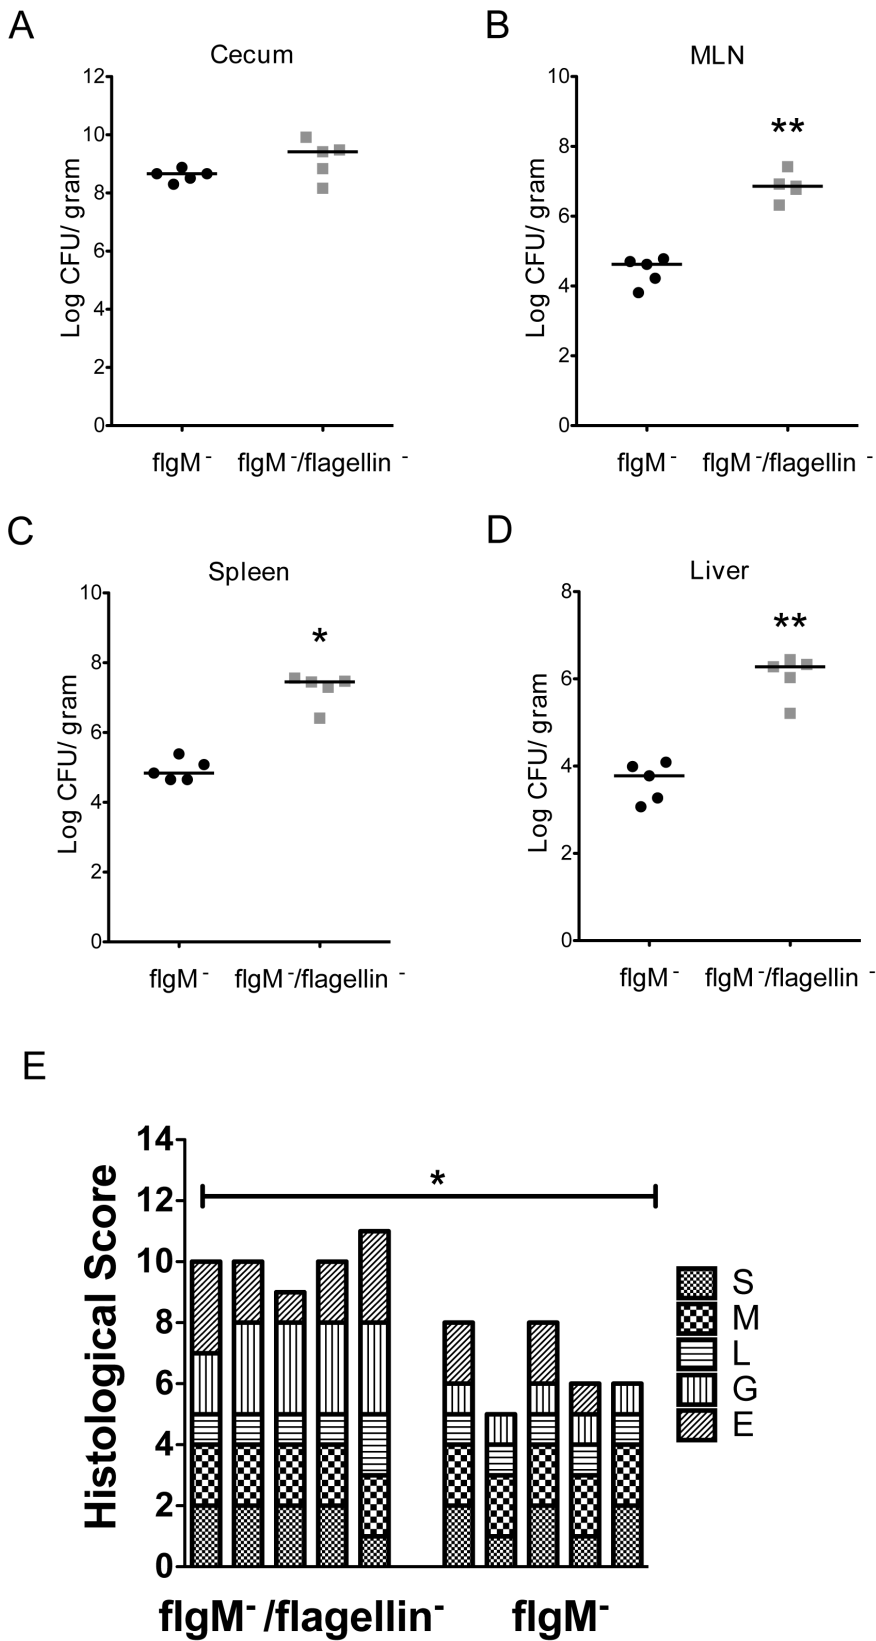 A
Cecum
12
10
8
6
4
2
0
Log CFU/ gram
flgM - flgM -/flagellin -
B
MLN
**
10
8
6
4
2
0
Log CFU/ gram
flgM - flgM -/flagellin -
C
Spleen
*
10
8
6
4
2
0
Log CFU/ gram
flgM - flgM -/flagellin -
D
Liver
**
8
6
4
2
0
Log CFU/ gram
flgM - flgM -/flagellin -
E
*
14
12
10
8
6
4
2
0
Histological Score
S
M
L
G
E
flgM- /flagellin- flgM-